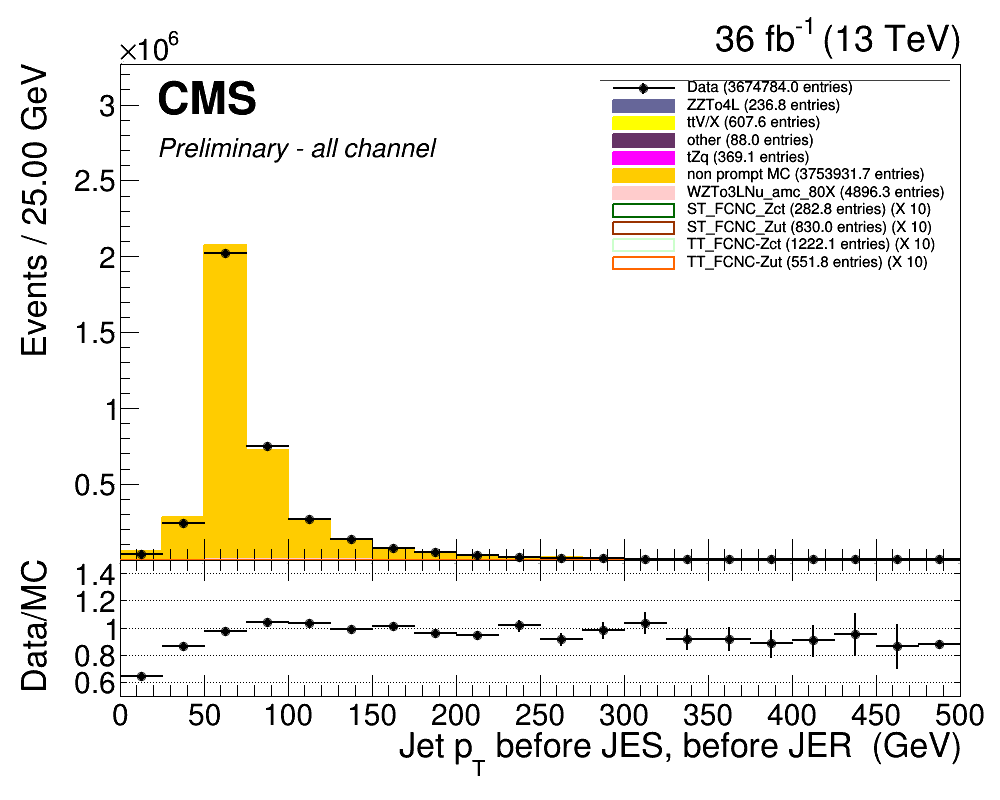 ×10⁶
36 fb⁻¹ (13 TeV)
CMS
Preliminary - all channel
Data (3674784.0 entries)
ZZTo4L (236.8 entries)
ttV/X (607.6 entries)
other (88.0 entries)
tZq (369.1 entries)
non prompt MC (3753931.7 entries)
WZTo3LNu_amc_80X (4896.3 entries)
ST_FCNC_Zct (282.8 entries) (X 10)
ST_FCNC_Zut (830.0 entries) (X 10)
TT_FCNC-Zct (1222.1 entries) (X 10)
TT_FCNC-Zut (551.8 entries) (X 10)
Events / 25.00 GeV
3
2.5
2
1.5
1
0.5
Data/MC
1.4
1.2
1
0.8
0.6
0 50 100 150 200 250 300 350 400 450 500
Jet p_T before JES, before JER (GeV)